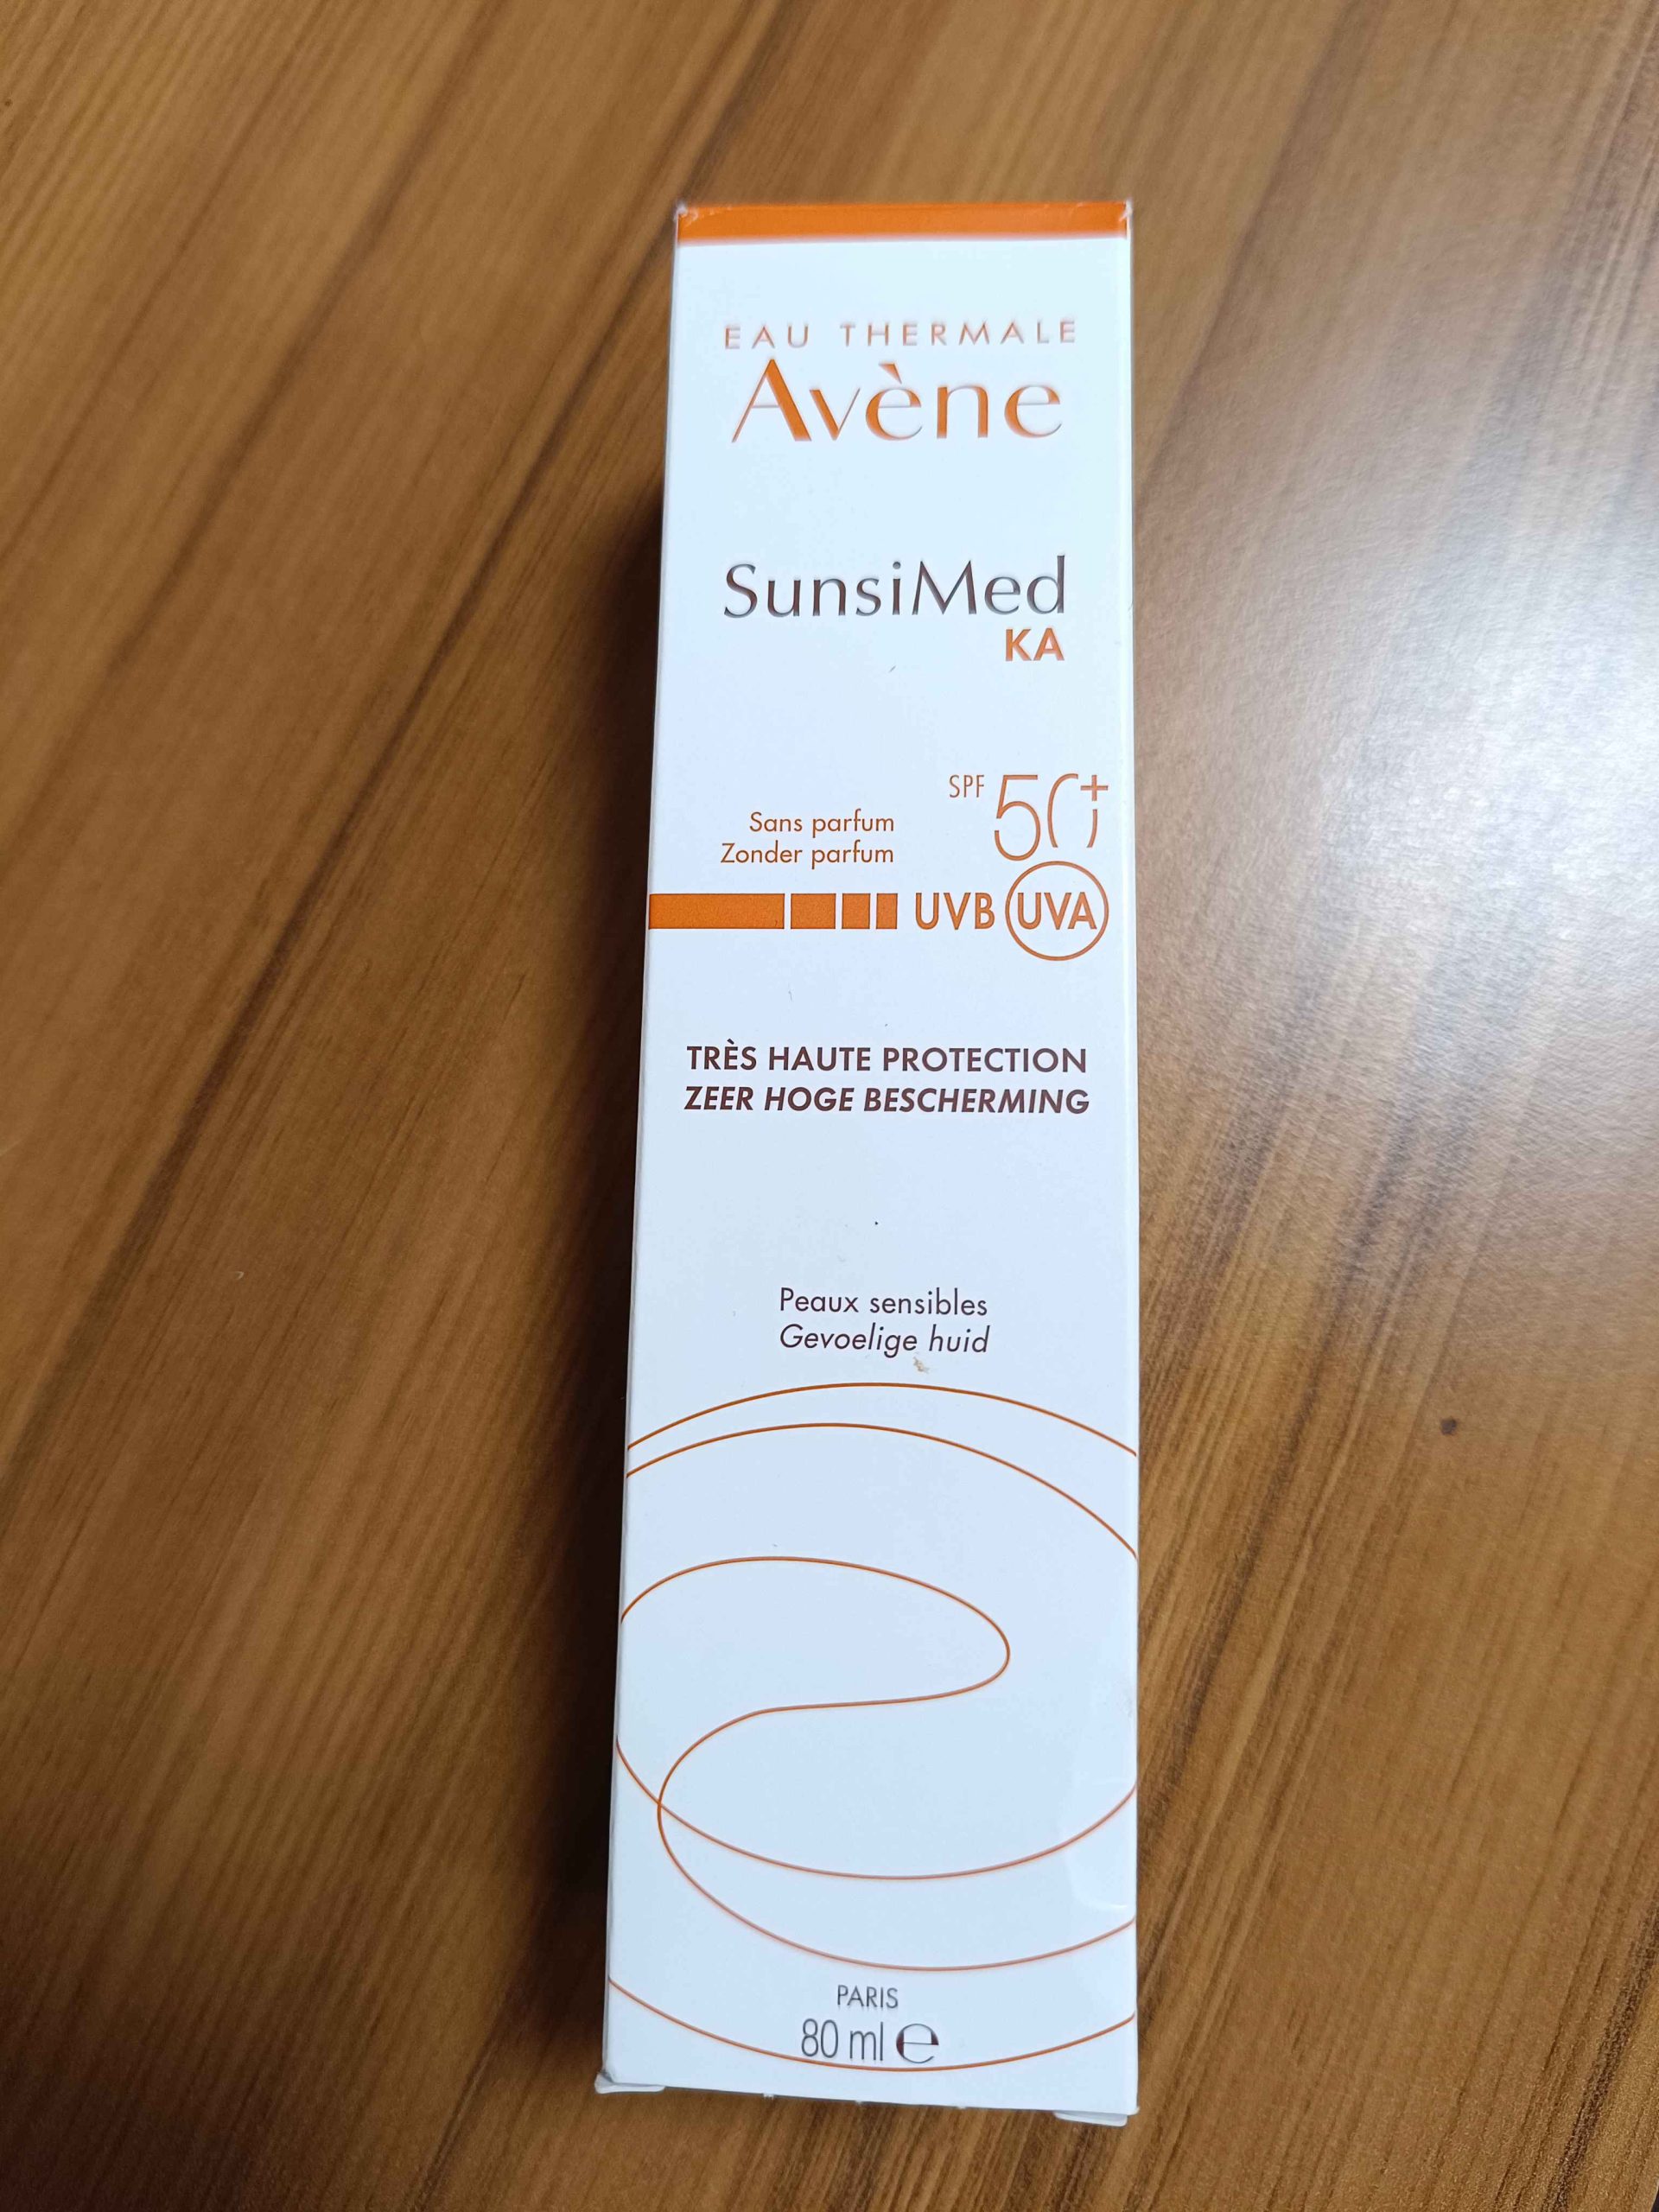 EAU THERMALE
Avène
SunsiMed
KA
SPF 50+
Sans parfum
Zonder parfum
UVB UVA
TRÈS HAUTE PROTECTION
ZEER HOGE BESCHERMING
Peaux sensibles
Gevoelige huid
PARIS
80 ml ℮